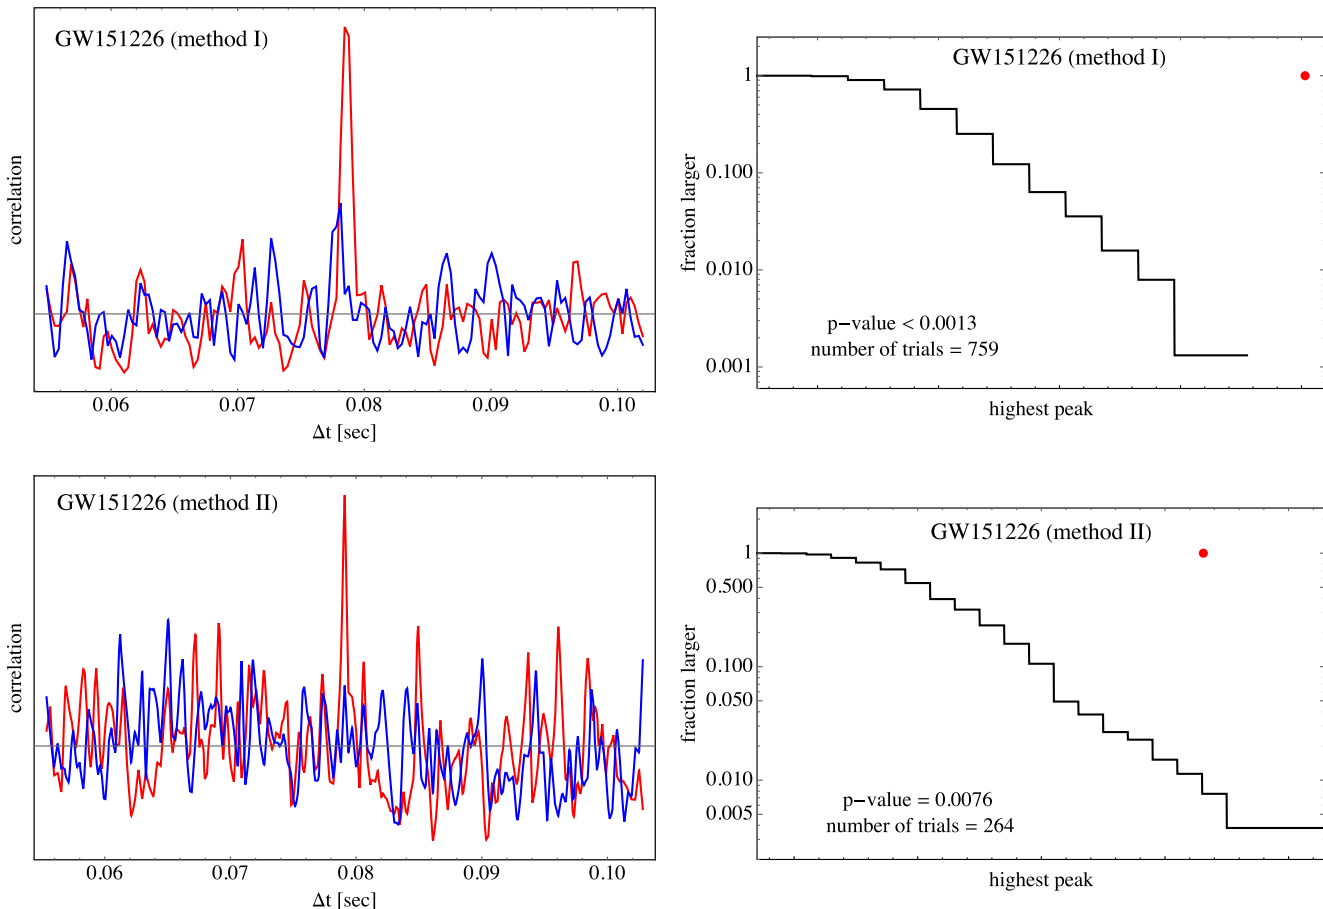 GW151226 (method I)
correlation
0.06 0.07 0.08 0.09 0.10
Δt [sec]
GW151226 (method I)
fraction larger
1
0.100
0.010
0.001
p−value < 0.0013
number of trials = 759
highest peak
GW151226 (method II)
correlation
0.06 0.07 0.08 0.09 0.10
Δt [sec]
GW151226 (method II)
fraction larger
1
0.500
0.100
0.050
0.010
0.005
p−value = 0.0076
number of trials = 264
highest peak